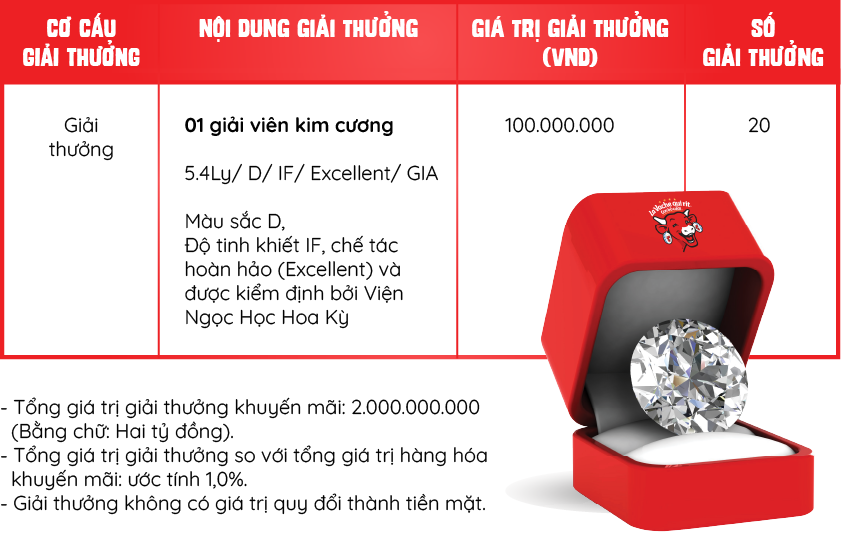 CƠ CẤU
GIẢI THƯỞNG
NỘI DUNG GIẢI THƯỞNG
GIÁ TRỊ GIẢI THƯỞNG
(VND)
SỐ
GIẢI THƯỞNG
Giải
thưởng
01 giải viên kim cương
5.4Ly/ D/ IF/ Excellent/ GIA
Màu sắc D,
Độ tinh khiết IF, chế tác
hoàn hảo (Excellent) và
được kiểm định bởi Viện
Ngọc Học Hoa Kỳ
100.000.000
20
La Vache qui rit
- Tổng giá trị giải thưởng khuyến mãi: 2.000.000.000
(Bằng chữ: Hai tỷ đồng).
- Tổng giá trị giải thưởng so với tổng giá trị hàng hóa
khuyến mãi: ước tính 1,0%.
- Giải thưởng không có giá trị quy đổi thành tiền mặt.